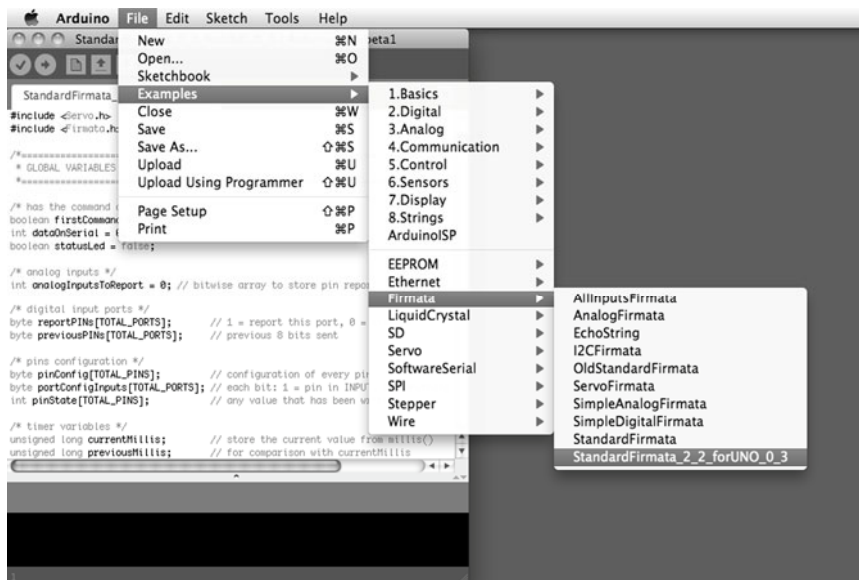 Arduino File Edit Sketch Tools Help
New ⌘N
Open... ⌘O
Sketchbook
Examples
Close ⌘W
Save ⌘S
Save As... ⇧⌘S
Upload ⌘U
Upload Using Programmer ⇧⌘U
Page Setup ⇧⌘P
Print ⌘P
1.Basics
2.Digital
3.Analog
4.Communication
5.Control
6.Sensors
7.Display
8.Strings
ArduinoISP
EEPROM
Ethernet
Firmata
LiquidCrystal
SD
Servo
SoftwareSerial
SPI
Stepper
Wire
AllInputsFirmata
AnalogFirmata
EchoString
I2CFirmata
OldStandardFirmata
ServoFirmata
SimpleAnalogFirmata
SimpleDigitalFirmata
StandardFirmata
StandardFirmata_2_2_forUNO_0_3
Standar
eta1
StandardFirmata_
#include <Servo.h>
#include <Firmata.h
/*=
* GLOBAL VARIABLES
*=
/* has the command
boolean firstComman
int dataOnSerial =
boolean statusLed = false;
/* analog inputs */
int analogInputsToReport = 0; // bitwise array to store pin repor
/* digital input ports */
byte reportPINs[TOTAL_PORTS]; // 1 = report this port, 0 =
byte previousPINs[TOTAL_PORTS]; // previous 8 bits sent
/* pins configuration */
byte pinConfig[TOTAL_PINS]; // configuration of every pin
byte portConfigInputs[TOTAL_PORTS]; // each bit: 1 = pin in INPUT
int pinState[TOTAL_PINS]; // any value that has been w
/* timer variables */
unsigned long currentMillis; // store the current value from millis()
unsigned long previousMillis; // for comparison with currentMillis